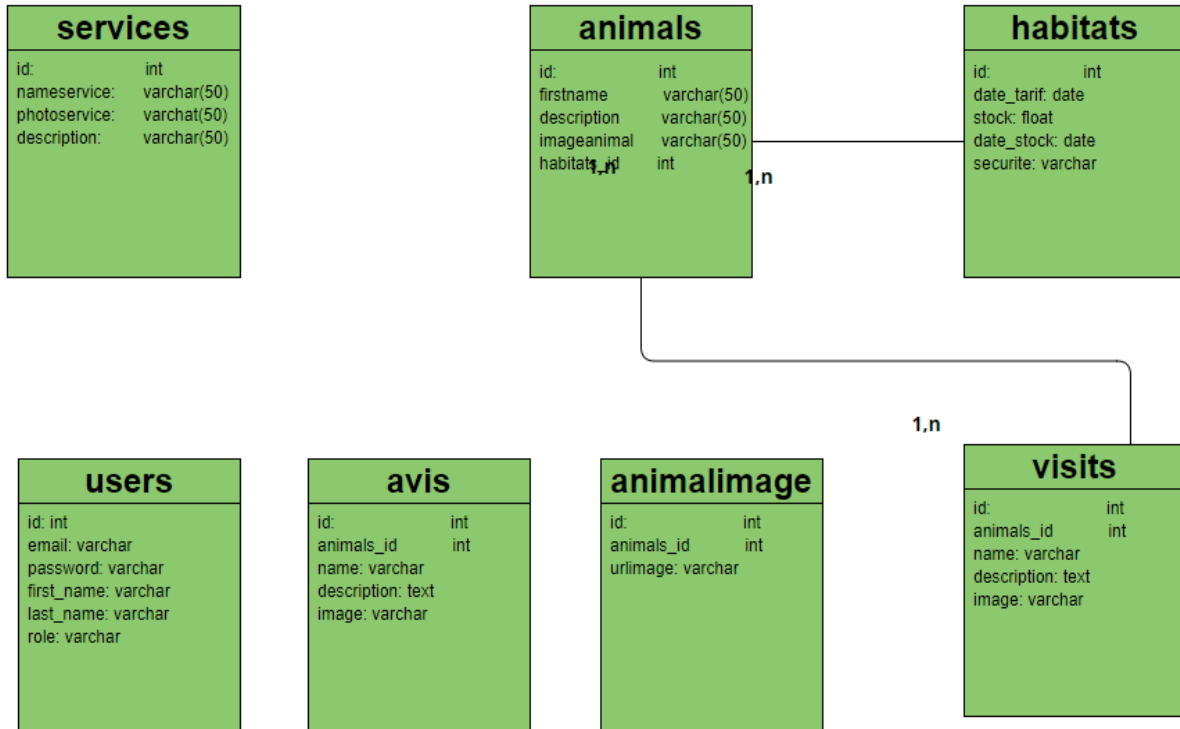 services
id: int
nameservice: varchar(50)
photoservice: varchat(50)
description: varchar(50)
animals
id: int
firstname varchar(50)
description varchar(50)
imageanimal varchar(50)
habitats_id int
1,n
1,n
habitats
id: int
date_tarif: date
stock: float
date_stock: date
securite: varchar
1,n
users
id: int
email: varchar
password: varchar
first_name: varchar
last_name: varchar
role: varchar
avis
id: int
animals_id int
name: varchar
description: text
image: varchar
animalimage
id: int
animals_id int
urlimage: varchar
visits
id: int
animals_id int
name: varchar
description: text
image: varchar